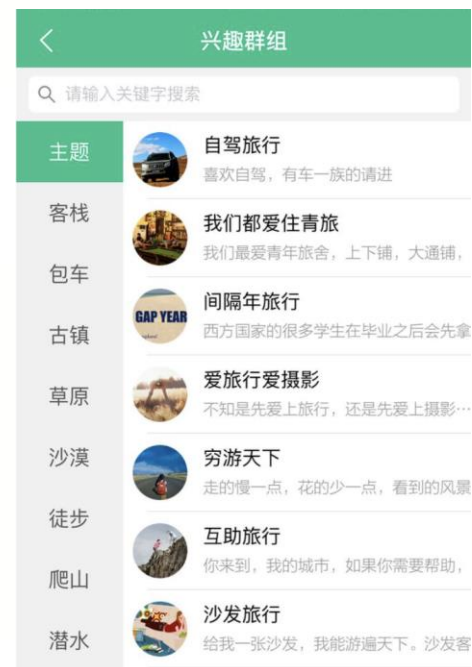 兴趣群组
请输入关键字搜索
主题
客栈
包车
古镇
草原
沙漠
徒步
爬山
潜水
自驾旅行
喜欢自驾，有车一族的请进
我们都爱住青旅
我们最爱青年旅舍，上下铺，大通铺，
GAP YEAR
间隔年旅行
西方国家的很多学生在毕业之后会先拿
爱旅行爱摄影
不知是先爱上旅行，还是先爱上摄影…
穷游天下
走的慢一点，花的少一点，看到的风景
互助旅行
你来到，我的城市，如果你需要帮助，
沙发旅行
给我一张沙发，我能游遍天下。沙发客